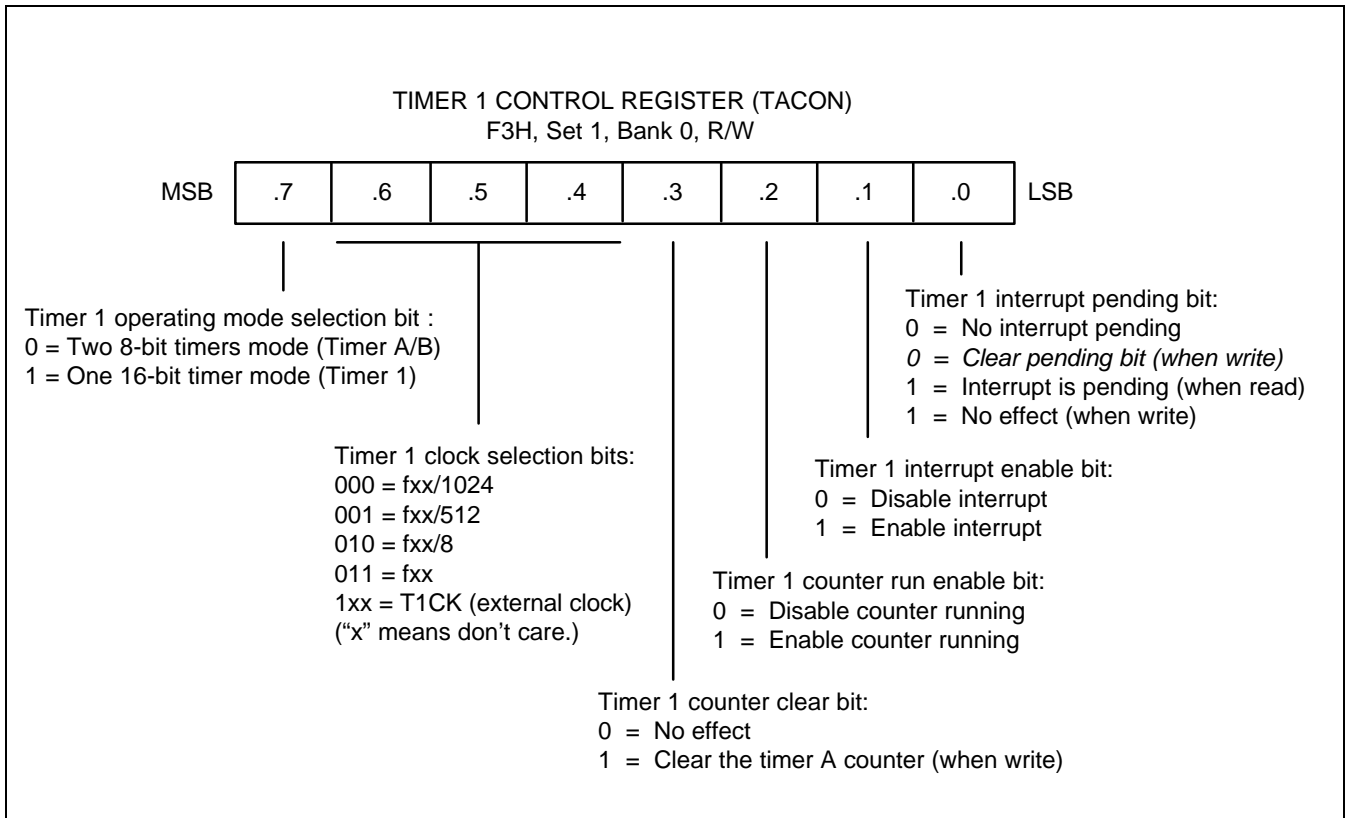 TIMER 1 CONTROL REGISTER (TACON)
F3H, Set 1, Bank 0, R/W
MSB .7 .6 .5 .4 .3 .2 .1 .0 LSB
Timer 1 operating mode selection bit :
0 = Two 8-bit timers mode (Timer A/B)
1 = One 16-bit timer mode (Timer 1)
Timer 1 interrupt pending bit:
0 = No interrupt pending
0 = Clear pending bit (when write)
1 = Interrupt is pending (when read)
1 = No effect (when write)
Timer 1 clock selection bits:
000 = fxx/1024
001 = fxx/512
010 = fxx/8
011 = fxx
1xx = T1CK (external clock)
(“x” means don’t care.)
Timer 1 interrupt enable bit:
0 = Disable interrupt
1 = Enable interrupt
Timer 1 counter run enable bit:
0 = Disable counter running
1 = Enable counter running
Timer 1 counter clear bit:
0 = No effect
1 = Clear the timer A counter (when write)